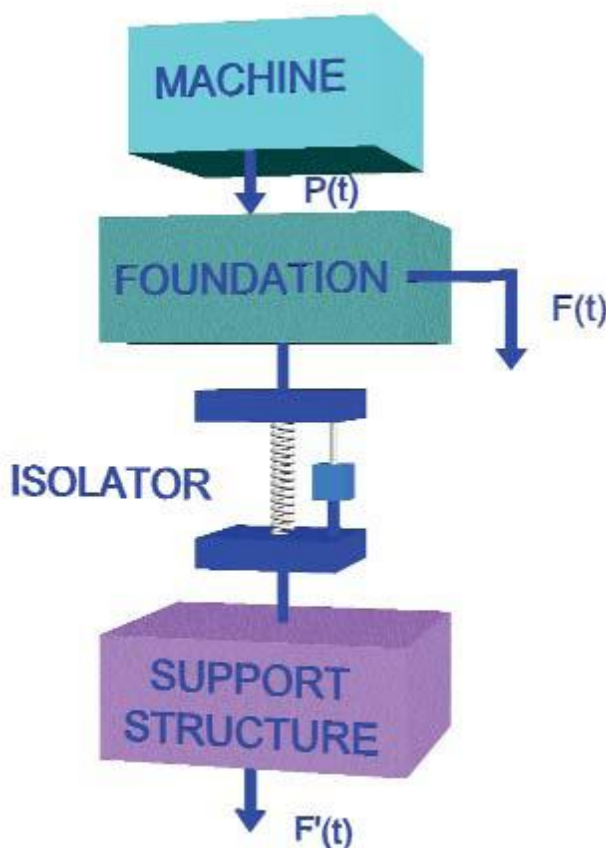 MACHINE
P(t)
FOUNDATION
F(t)
ISOLATOR
SUPPORT
STRUCTURE
F'(t)